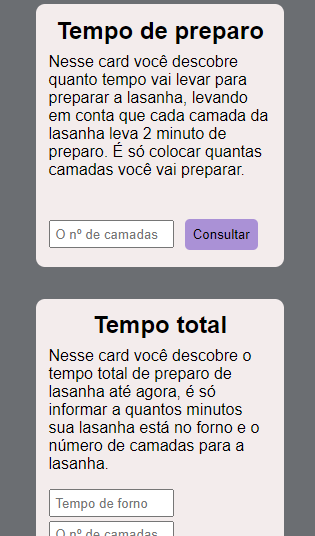 Tempo de preparo
Nesse card você descobre
quanto tempo vai levar para
preparar a lasanha, levando
em conta que cada camada da
lasanha leva 2 minuto de
preparo. É só colocar quantas
camadas você vai preparar.
O nº de camadas Consultar
Tempo total
Nesse card você descobre o
tempo total de preparo de
lasanha até agora, é só
informar a quantos minutos
sua lasanha está no forno e o
número de camadas para a
lasanha.
Tempo de forno
O nº de camadas